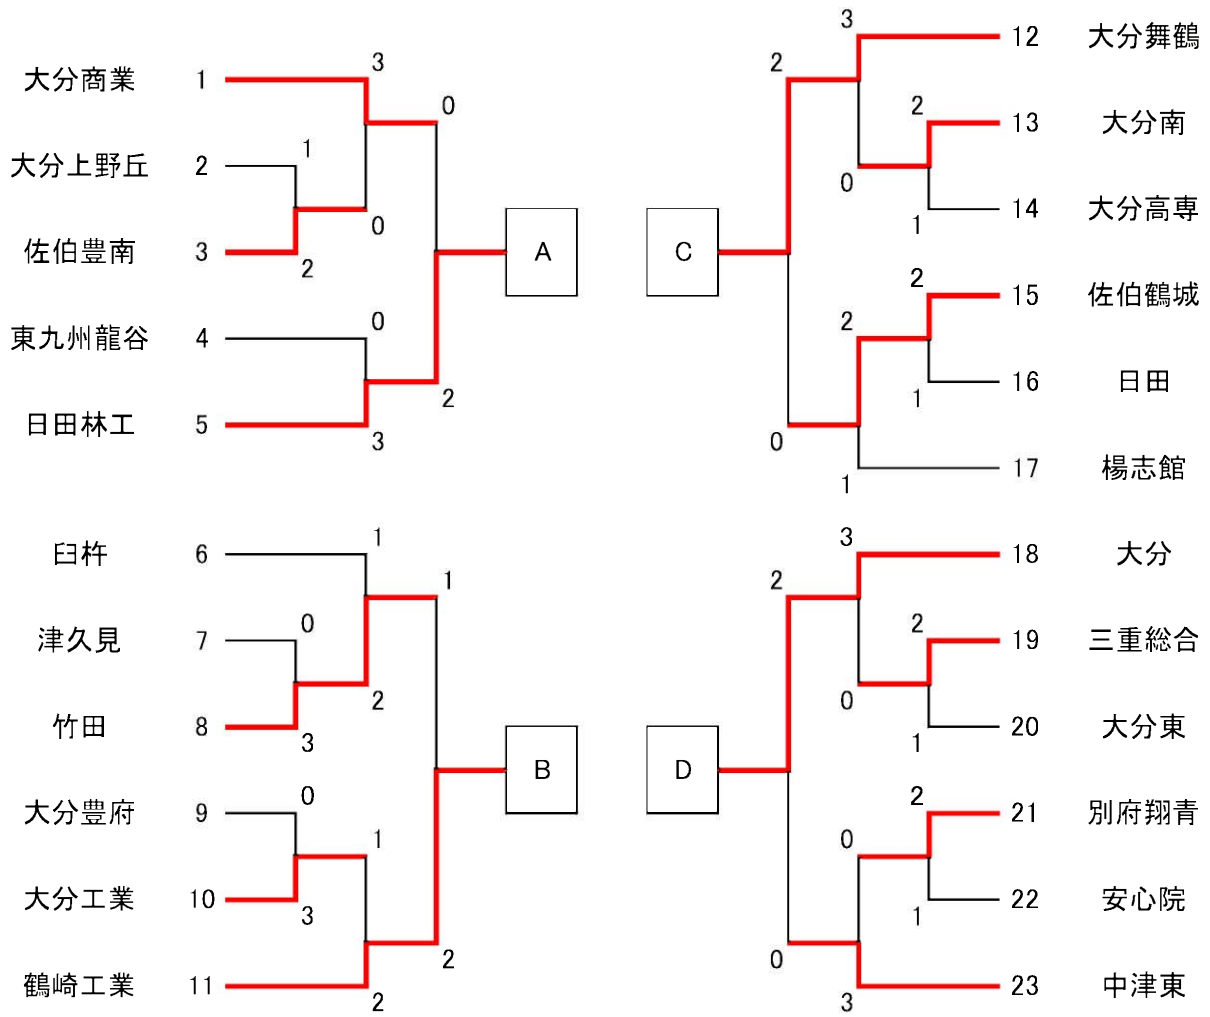 大分商業 1
大分上野丘 2
佐伯豊南 3
東九州龍谷 4
日田林工 5
3
1
2
0
0
3
0
2
A
臼杵 6
津久見 7
竹田 8
大分豊府 9
大分工業 10
鶴崎工業 11
1
0
3
2
0
3
1
2
1
2
B
12 大分舞鶴
13 大分南
14 大分高専
15 佐伯鶴城
16 日田
17 楊志館
3
2
1
0
2
1
2
1
2
0
C
18 大分
19 三重総合
20 大分東
21 別府翔青
22 安心院
23 中津東
3
2
1
0
2
1
0
3
2
0
D